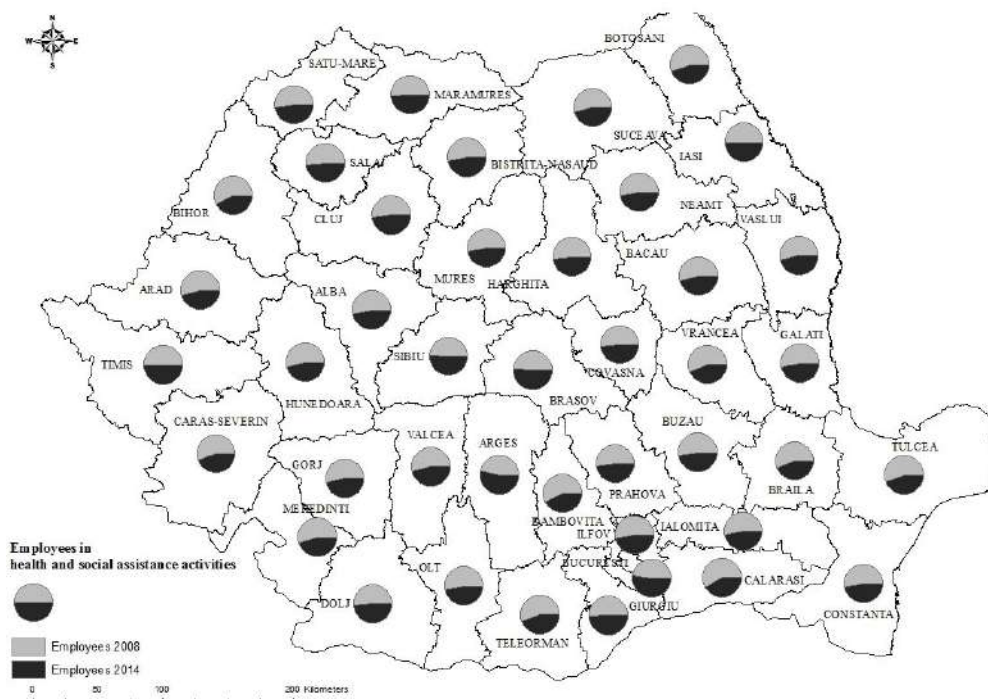 N
W E
S
BOTOSANI
SATU-MARE
MARAMURES
SUCEAVA
IASI
SALAJ
BISTRITA-NASAUD
NEAMT
BIHOR
CLUJ
VASLUI
BACAU
MURES
HARGHITA
ARAD
ALBA
VRANCEA
GALATI
TIMIS
SIBIU
COVASNA
HUNEDOARA
BRASOV
CARAS-SEVERIN
VALCEA
ARGES
BUZAU
TULCEA
GORJ
PRAHOVA
BRAILA
MEHEDINTI
DAMBOVITA
IALOMITA
ILFOV
Employees in
health and social assistance activities
OLT
BUCURESTI
CALARASI
DOLJ
GIURGIU
CONSTANTA
TELEORMAN
Employees 2008
Employees 2014
0 50 100 200 Kilometers